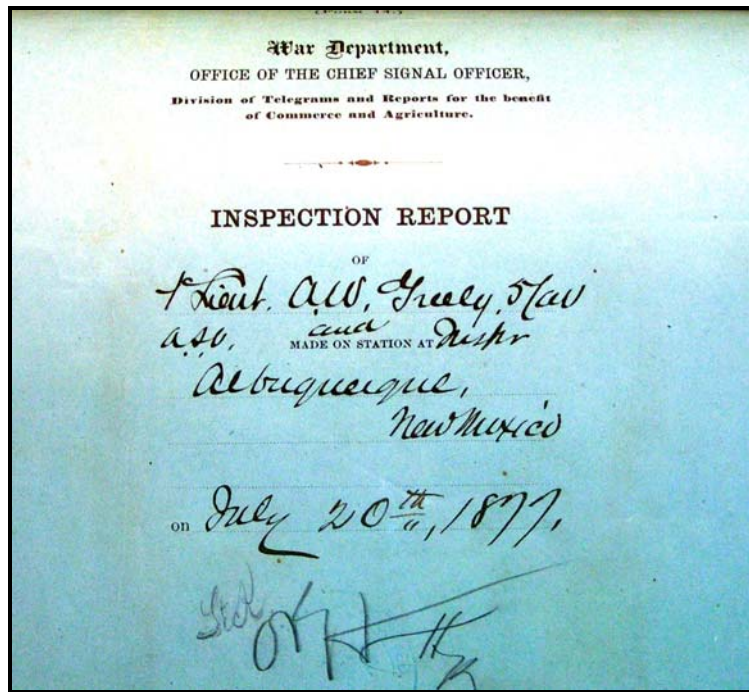 War Department,
OFFICE OF THE CHIEF SIGNAL OFFICER,
Division of Telegrams and Reports for the benefit
of Commerce and Agriculture.
INSPECTION REPORT
OF
1st Lieut. A.W. Greely, 5/Cav
A.S.O. and
MADE ON STATION AT
Albuquerque,
New Mexico
on July 20th, 1877.